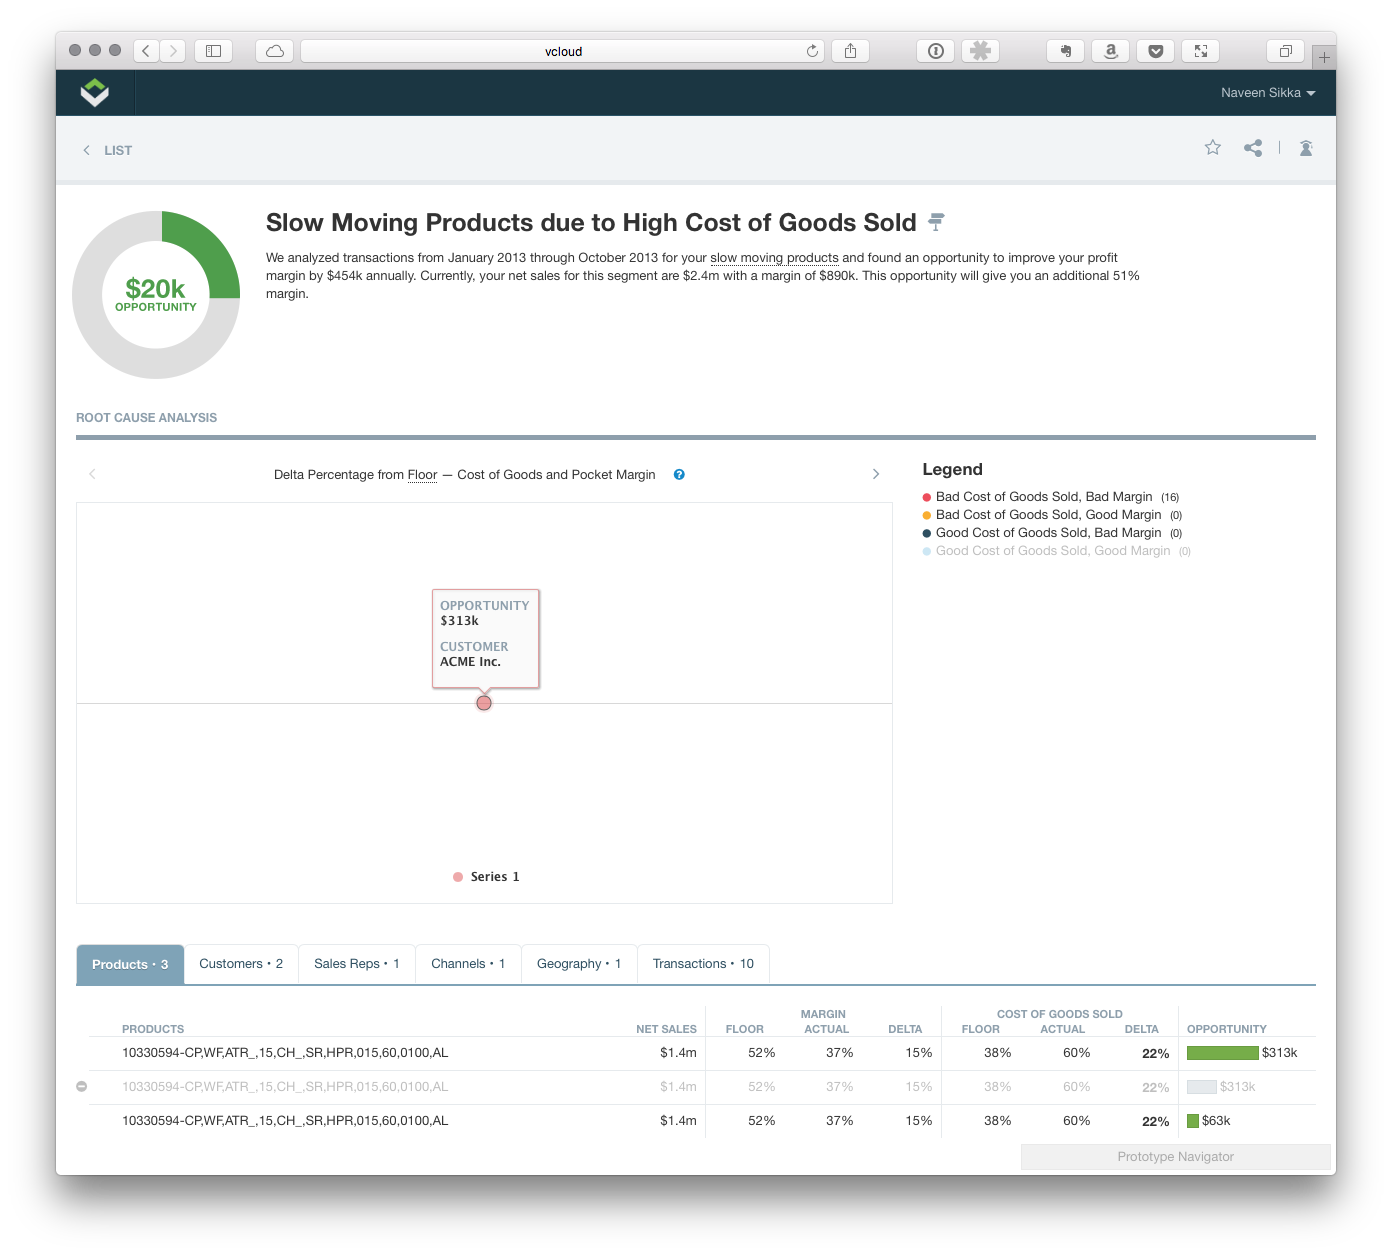 vcloud
Naveen Sikka
LIST
$20k
OPPORTUNITY
Slow Moving Products due to High Cost of Goods Sold
We analyzed transactions from January 2013 through October 2013 for your slow moving products and found an opportunity to improve your profit
margin by $454k annually. Currently, your net sales for this segment are $2.4m with a margin of $890k. This opportunity will give you an additional 51%
margin.
ROOT CAUSE ANALYSIS
Delta Percentage from Floor — Cost of Goods and Pocket Margin ?
Legend
Bad Cost of Goods Sold, Bad Margin (16)
Bad Cost of Goods Sold, Good Margin (0)
Good Cost of Goods Sold, Bad Margin (0)
Good Cost of Goods Sold, Good Margin (0)
OPPORTUNITY
$313k
CUSTOMER
ACME Inc.
Series 1
Products • 3 Customers • 2 Sales Reps • 1 Channels • 1 Geography • 1 Transactions • 10
MARGIN COST OF GOODS SOLD
PRODUCTS NET SALES FLOOR ACTUAL DELTA FLOOR ACTUAL DELTA OPPORTUNITY
10330594-CP,WF,ATR_,15,CH_,SR,HPR,015,60,0100,AL $1.4m 52% 37% 15% 38% 60% 22% $313k
10330594-CP,WF,ATR_,15,CH_,SR,HPR,015,60,0100,AL $1.4m 52% 37% 15% 38% 60% 22% $313k
10330594-CP,WF,ATR_,15,CH_,SR,HPR,015,60,0100,AL $1.4m 52% 37% 15% 38% 60% 22% $63k
Prototype Navigator